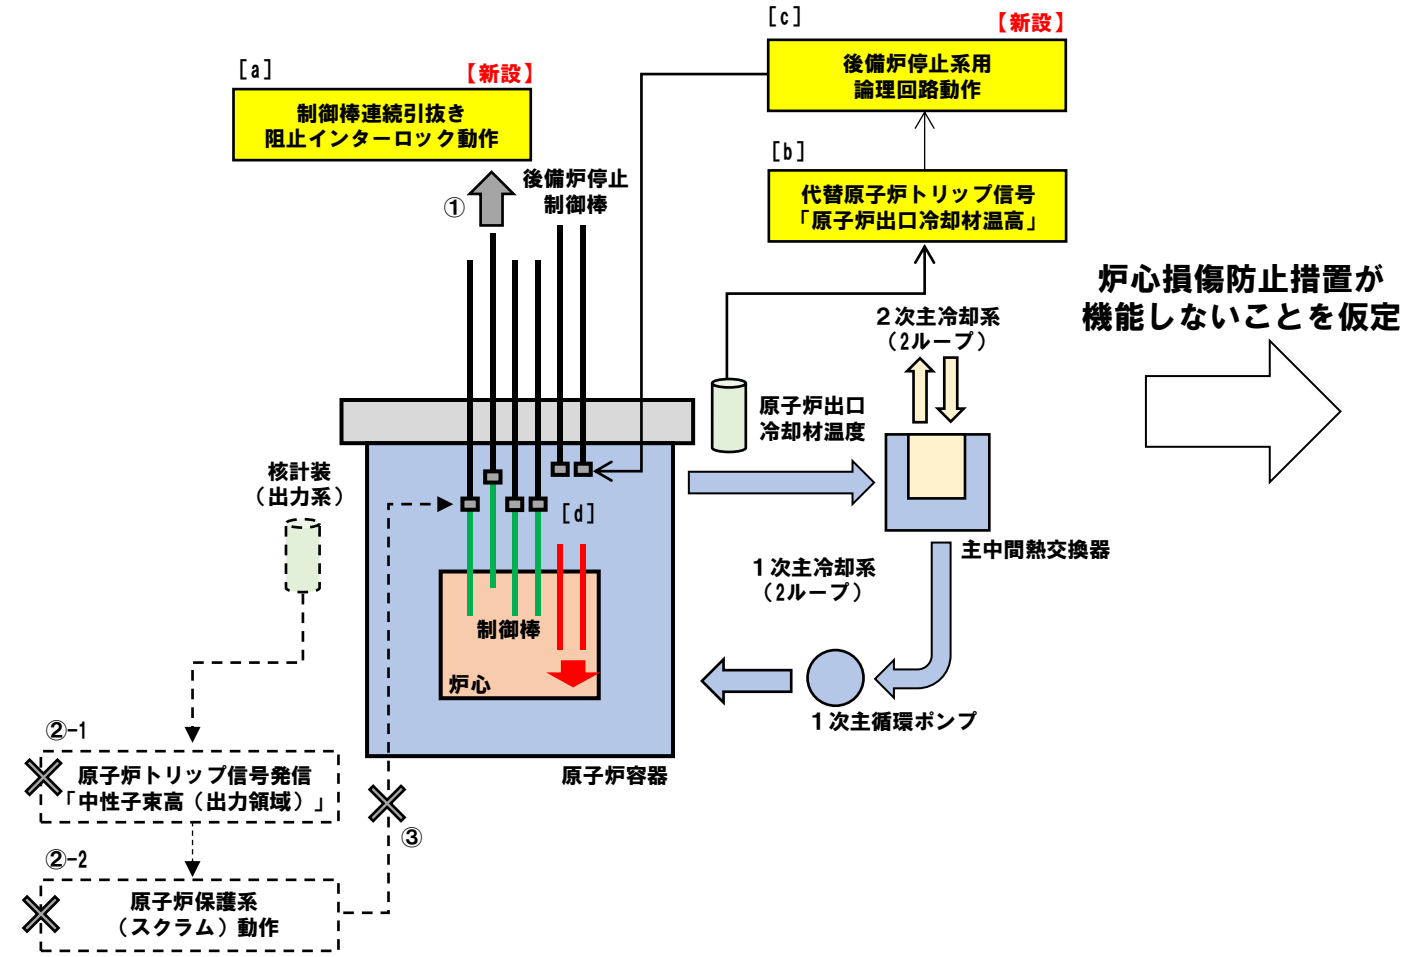 [c]
【新設】
後備炉停止系用
論理回路動作
[a]
【新設】
制御棒連続引抜き
阻止インターロック動作
[b]
代替原子炉トリップ信号
「原子炉出口冷却材温高」
①
後備炉停止
制御棒
炉心損傷防止措置が
機能しないことを仮定
２次主冷却系
（2ループ）
原子炉出口
冷却材温度
核計装
（出力系）
[d]
主中間熱交換器
１次主冷却系
（2ループ）
制御棒
炉心
１次主循環ポンプ
原子炉容器
②-1
原子炉トリップ信号発信
「中性子束高（出力領域）」
③
②-2
原子炉保護系
（スクラム）動作